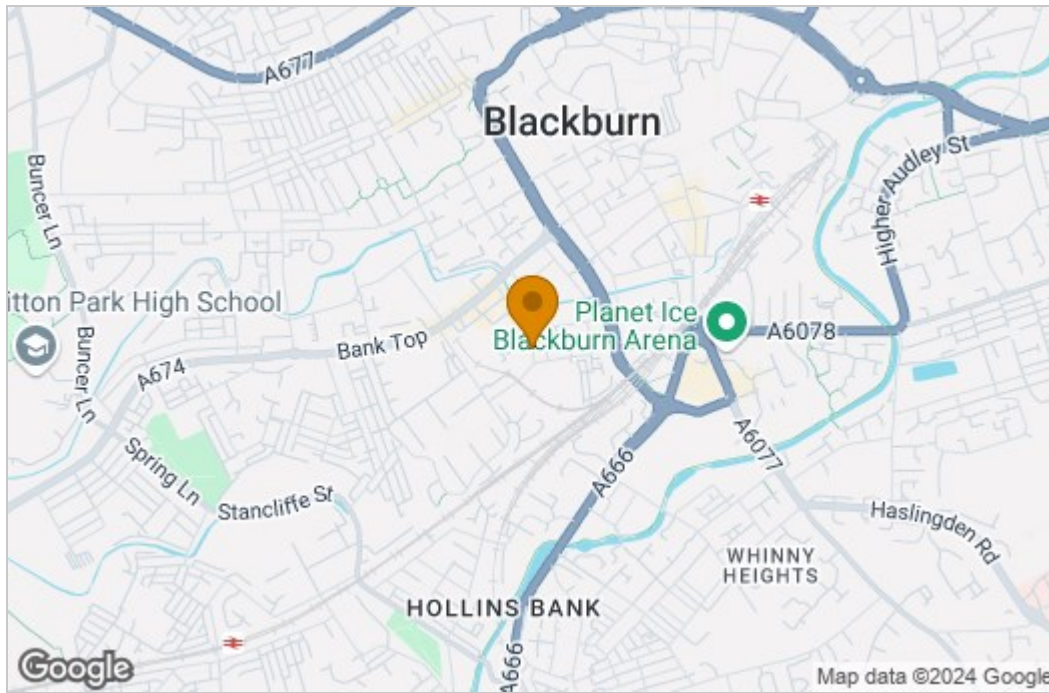 A677
Blackburn
Buncer Ln
Higher Audley St
itton Park High School
Planet Ice
Blackburn Arena
A6078
Bank Top
Buncer Ln
A674
Spring Ln
Stancliffe St
A666
A6077
Haslingden Rd
WHINNY
HEIGHTS
HOLLINS BANK
A666
Google
Map data ©2024 Google